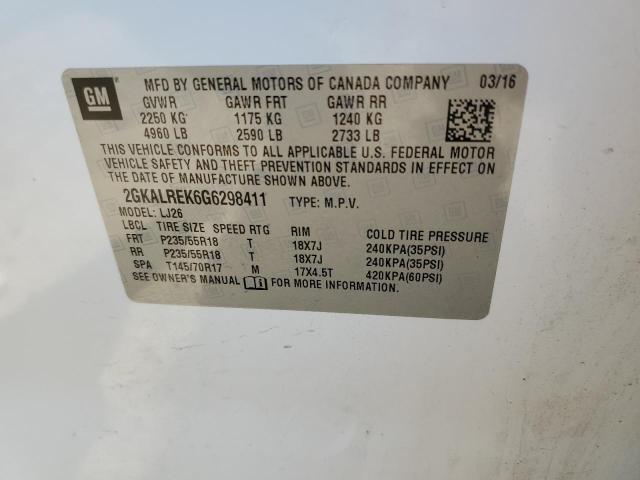 GM
MFD BY GENERAL MOTORS OF CANADA COMPANY 03/16
GVWR GAWR FRT GAWR RR
2250 KG 1175 KG 1240 KG
4960 LB 2590 LB 2733 LB
THIS VEHICLE CONFORMS TO ALL APPLICABLE U.S. FEDERAL MOTOR
VEHICLE SAFETY AND THEFT PREVENTION STANDARDS IN EFFECT ON
THE DATE OF MANUFACTURE SHOWN ABOVE.
2GKALREK6G6298411 TYPE: M.P.V.
MODEL: LJ26
LBCL TIRE SIZE SPEED RTG RIM COLD TIRE PRESSURE
FRT P235/55R18 T 18X7J 240KPA(35PSI)
RR P235/55R18 T 18X7J 240KPA(35PSI)
SPA T145/70R17 M 17X4.5T 420KPA(60PSI)
SEE OWNER'S MANUAL FOR MORE INFORMATION.